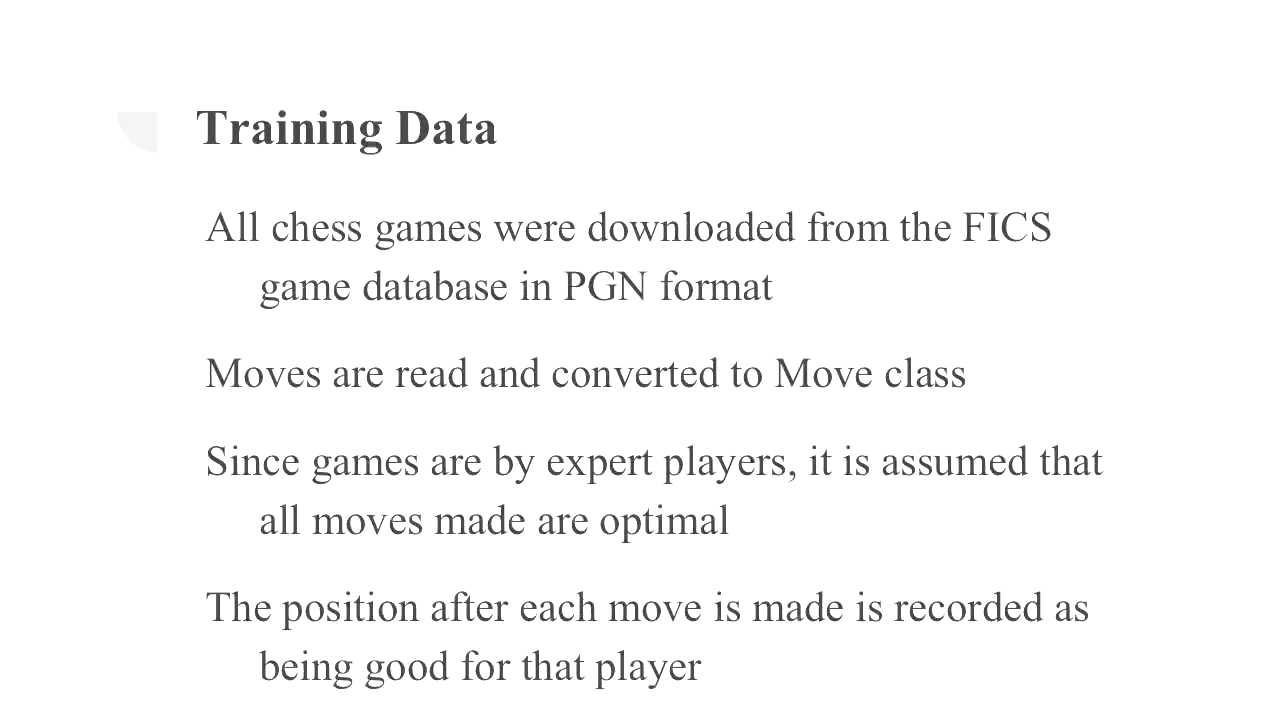 Training Data
All chess games were downloaded from the FICS
game database in PGN format
Moves are read and converted to Move class
Since games are by expert players, it is assumed that
all moves made are optimal
The position after each move is made is recorded as
being good for that player